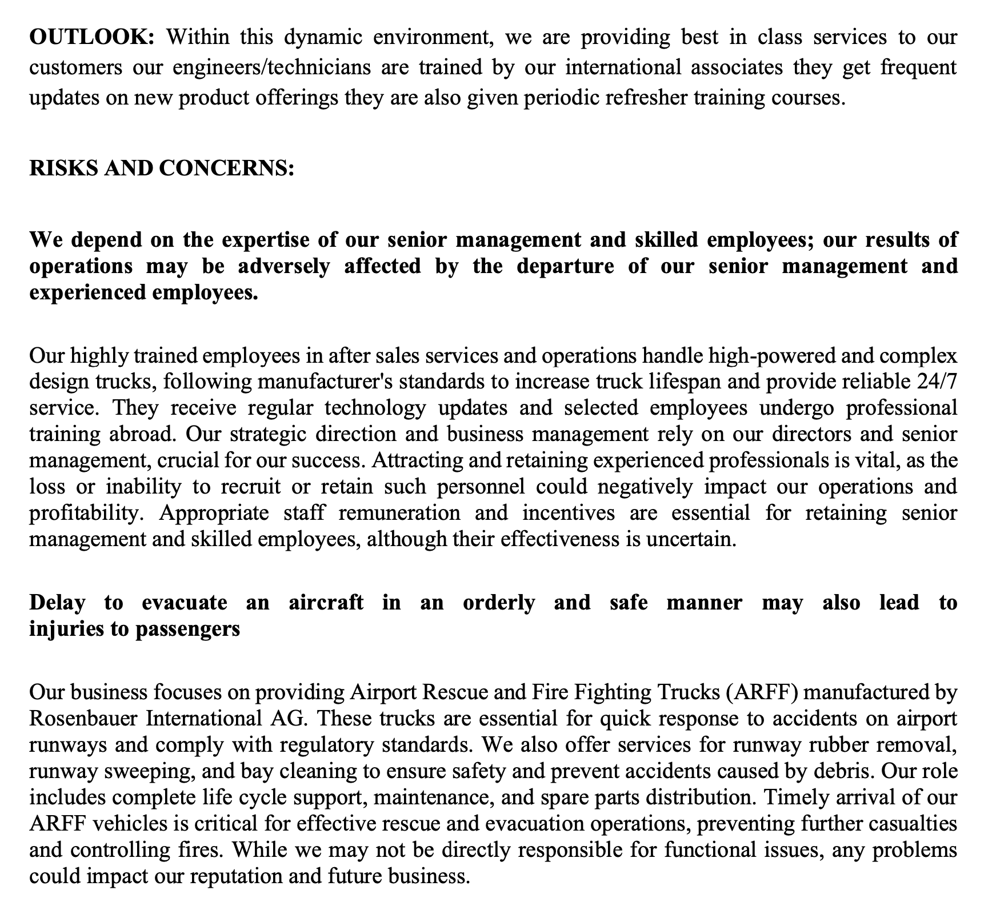 OUTLOOK: Within this dynamic environment, we are providing best in class services to our
customers our engineers/technicians are trained by our international associates they get frequent
updates on new product offerings they are also given periodic refresher training courses.
RISKS AND CONCERNS:
We depend on the expertise of our senior management and skilled employees; our results of
operations may be adversely affected by the departure of our senior management and
experienced employees.
Our highly trained employees in after sales services and operations handle high-powered and complex
design trucks, following manufacturer's standards to increase truck lifespan and provide reliable 24/7
service. They receive regular technology updates and selected employees undergo professional
training abroad. Our strategic direction and business management rely on our directors and senior
management, crucial for our success. Attracting and retaining experienced professionals is vital, as the
loss or inability to recruit or retain such personnel could negatively impact our operations and
profitability. Appropriate staff remuneration and incentives are essential for retaining senior
management and skilled employees, although their effectiveness is uncertain.
Delay to evacuate an aircraft in an orderly and safe manner may also lead to
injuries to passengers
Our business focuses on providing Airport Rescue and Fire Fighting Trucks (ARFF) manufactured by
Rosenbauer International AG. These trucks are essential for quick response to accidents on airport
runways and comply with regulatory standards. We also offer services for runway rubber removal,
runway sweeping, and bay cleaning to ensure safety and prevent accidents caused by debris. Our role
includes complete life cycle support, maintenance, and spare parts distribution. Timely arrival of our
ARFF vehicles is critical for effective rescue and evacuation operations, preventing further casualties
and controlling fires. While we may not be directly responsible for functional issues, any problems
could impact our reputation and future business.